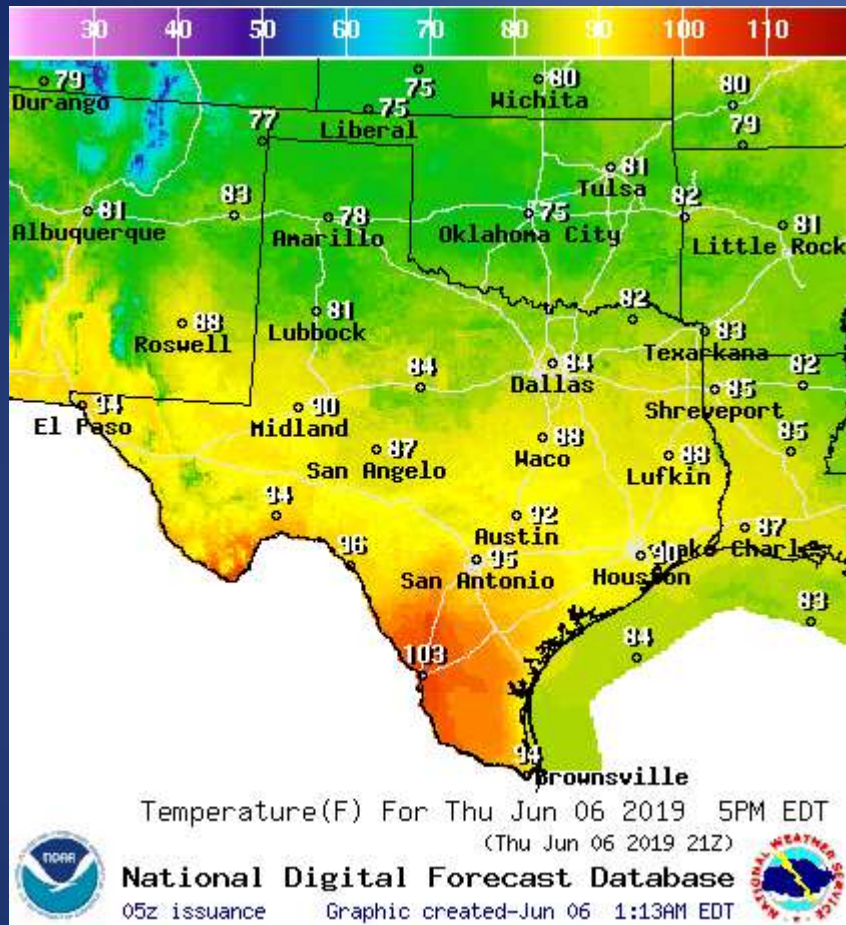 30 40 50 60 70 80 90 100 110
79 75 80
Durango Wichita 80
75
Liberal
77 79
81
Tulsa
81 83 78 75 82 81
Albuquerque Amarillo Oklahoma City Little Rock
88 81 82 83
Roswell Lubbock Texarkana
84 84 82
Dallas 85
Shreveport
94 90
El Paso Midland
87 88 88 85
San Angelo Waco Lufkin
94 92 87
Austin
96 95 90 Lake Charles
San Antonio Houston
83
103 84
94
Brownsville
Temperature(F) For Thu Jun 06 2019 5PM EDT
(Thu Jun 06 2019 21Z)
NOAA
NATIONAL WEATHER SERVICE
National Digital Forecast Database
05z issuance Graphic created-Jun 06 1:13AM EDT